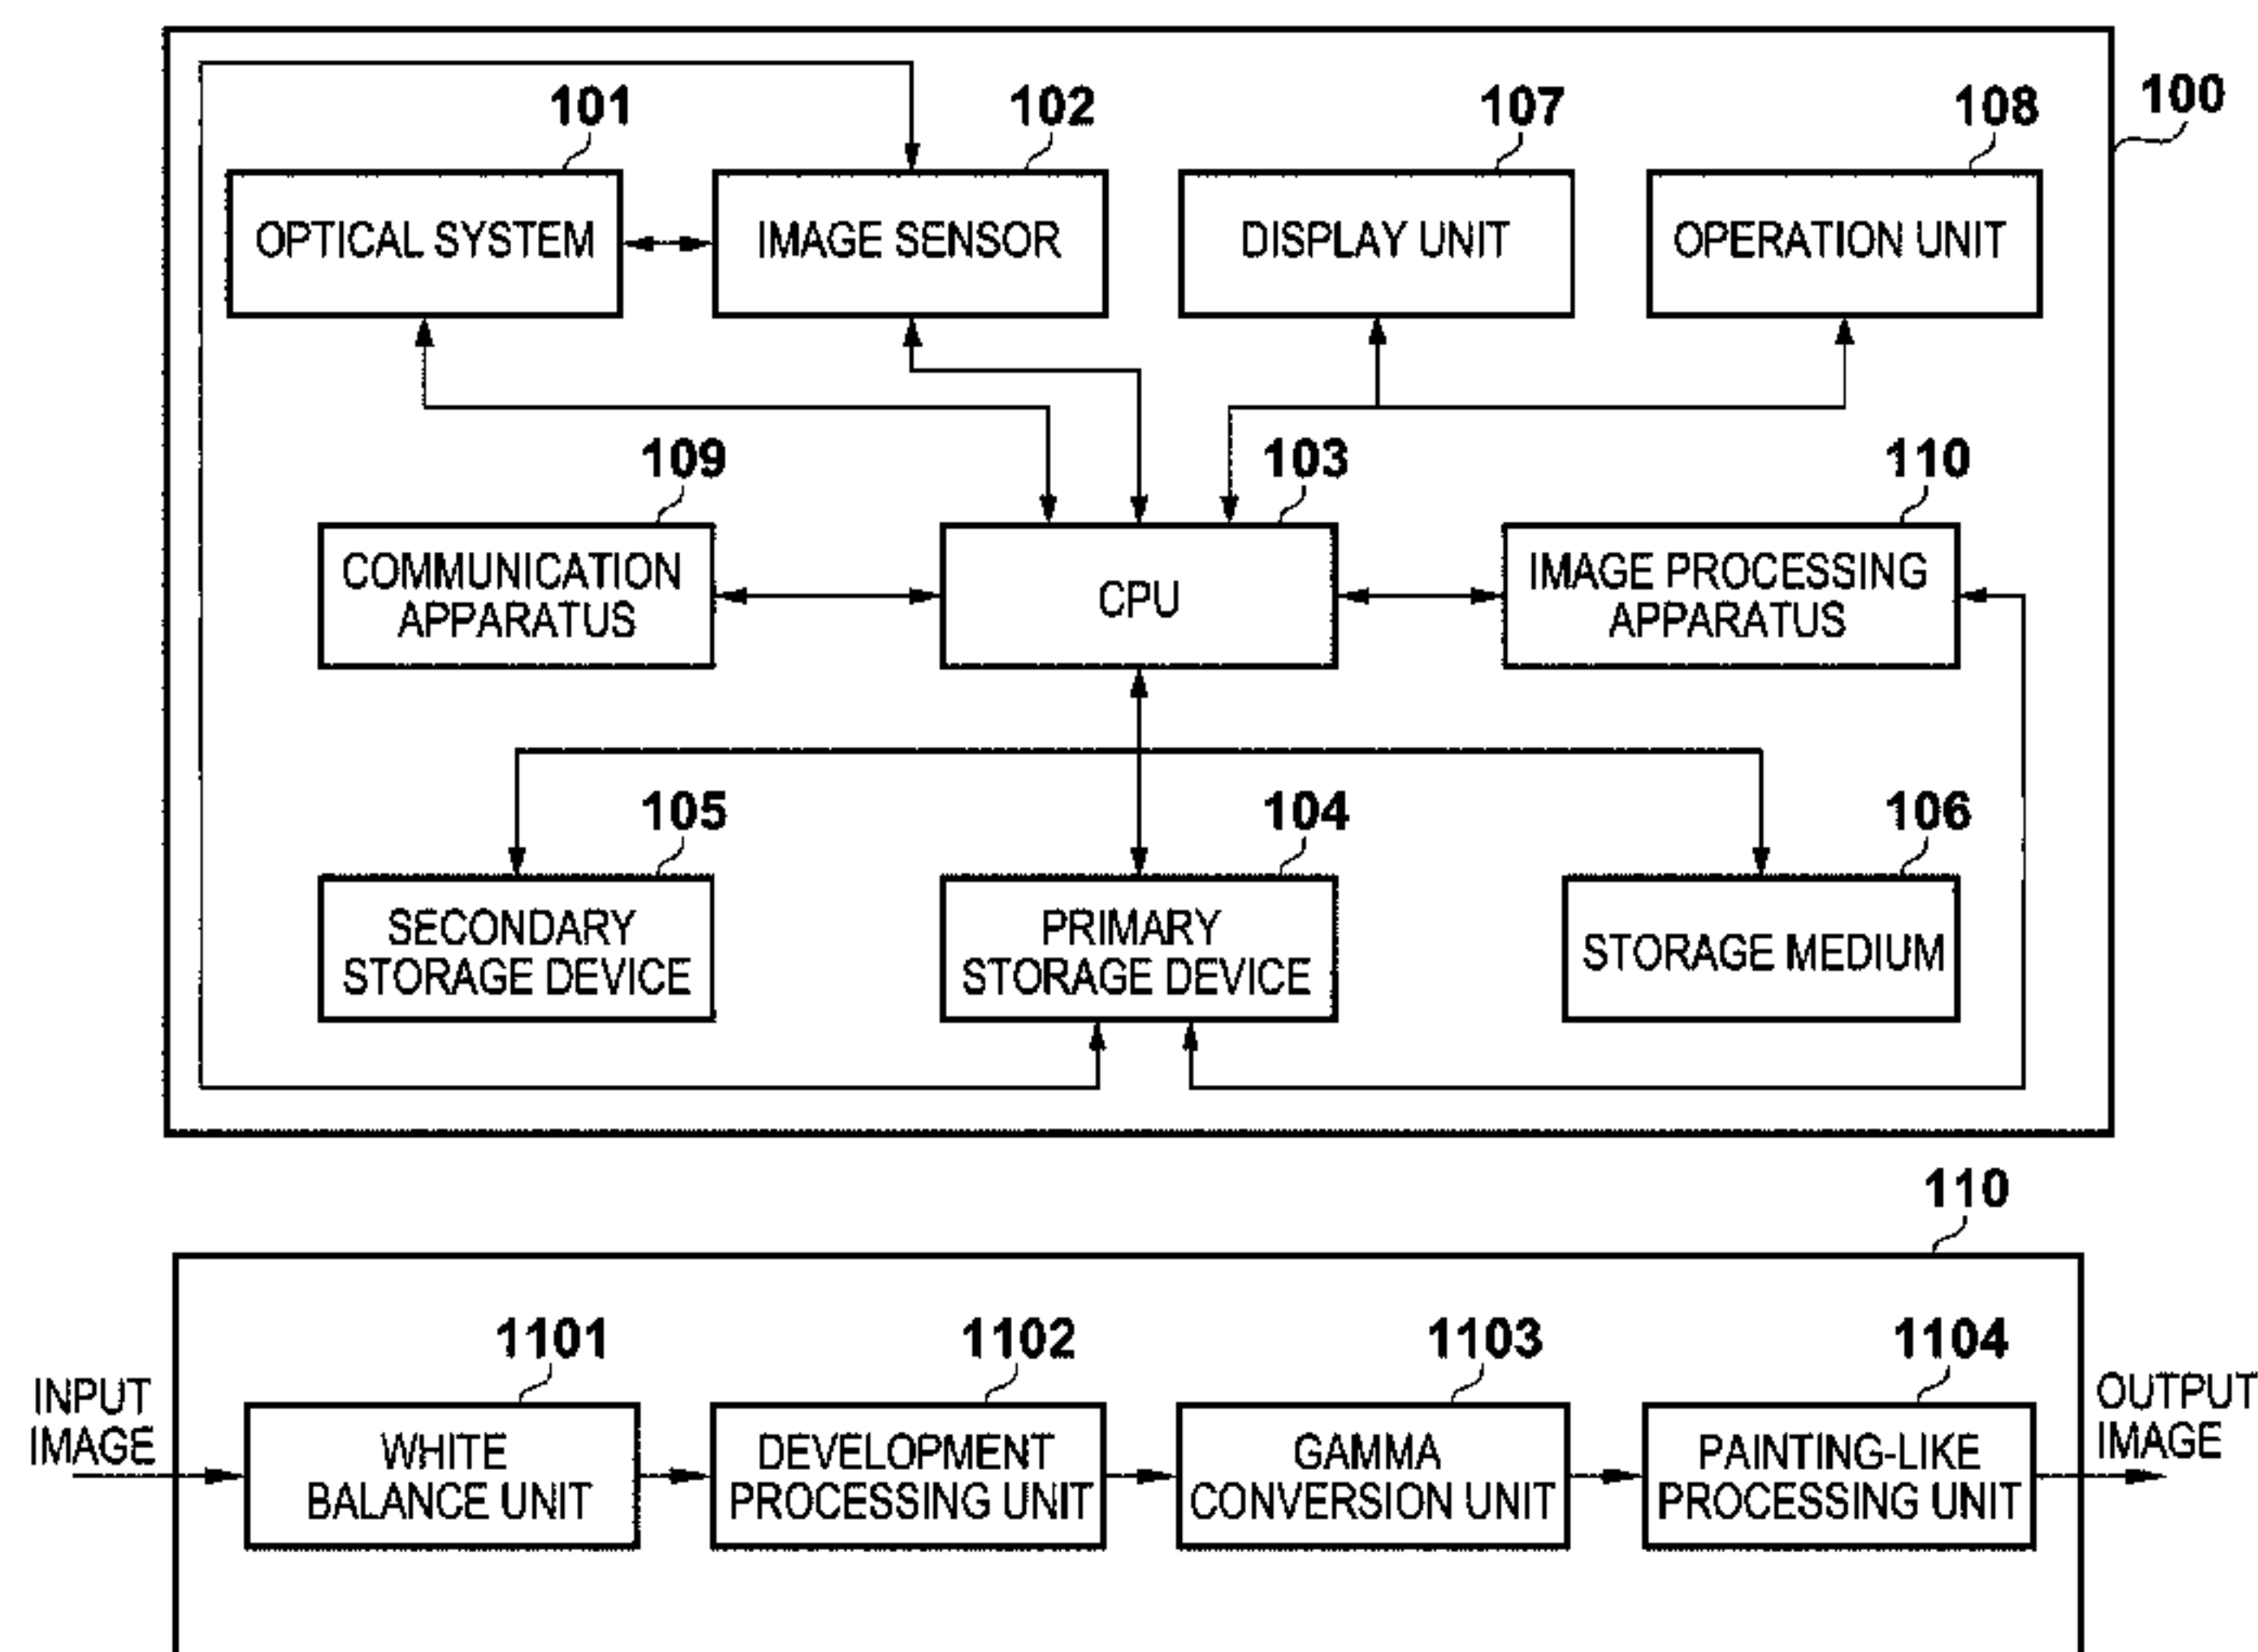 100
101
102
107
108
OPTICAL SYSTEM
IMAGE SENSOR
DISPLAY UNIT
OPERATION UNIT
109
103
110
COMMUNICATION
APPARATUS
CPU
IMAGE PROCESSING
APPARATUS
105
104
106
SECONDARY
STORAGE DEVICE
PRIMARY
STORAGE DEVICE
STORAGE MEDIUM
110
1101
1102
1103
1104
INPUT
IMAGE
WHITE
BALANCE UNIT
DEVELOPMENT
PROCESSING UNIT
GAMMA
CONVERSION UNIT
PAINTING-LIKE
PROCESSING UNIT
OUTPUT
IMAGE